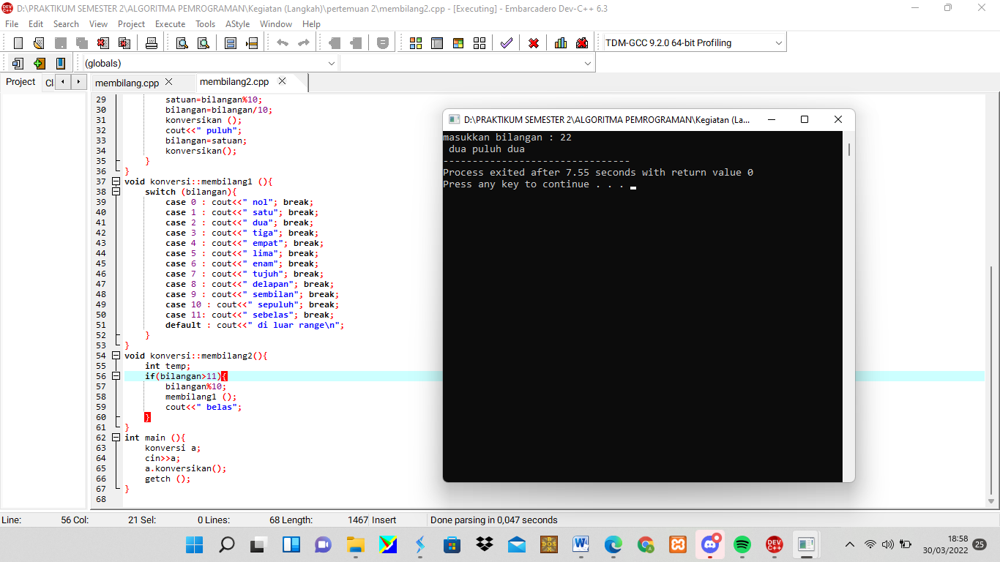 D:\PRAKTIKUM SEMESTER 2\ALGORITMA PEMROGRAMAN\Kegiatan (Langkah)\pertemuan 2\membilang2.cpp - [Executing] - Embarcadero Dev-C++ 6.3
File Edit Search View Project Execute Tools AStyle Window Help
TDM-GCC 9.2.0 64-bit Profiling
(globals)
Project Cl membilang.cpp membilang2.cpp
29 satuan=bilangan%10;
30 bilangan=bilangan/10;
31 konversikan ();
32 cout<<" puluh";
33 bilangan=satuan;
34 konversikan();
35 }
36 }
37 void konversi::membilang1 (){
38 switch (bilangan){
39 case 0 : cout<<" nol"; break;
40 case 1 : cout<<" satu"; break;
41 case 2 : cout<<" dua"; break;
42 case 3 : cout<<" tiga"; break;
43 case 4 : cout<<" empat"; break;
44 case 5 : cout<<" lima"; break;
45 case 6 : cout<<" enam"; break;
46 case 7 : cout<<" tujuh"; break;
47 case 8 : cout<<" delapan"; break;
48 case 9 : cout<<" sembilan"; break;
49 case 10 : cout<<" sepuluh"; break;
50 case 11: cout<<" sebelas"; break;
51 default : cout<<" di luar range\n";
52 }
53 }
54 void konversi::membilang2(){
55 int temp;
56 if(bilangan>11){
57 bilangan%10;
58 membilang1 ();
59 cout<<" belas";
60 }
61 }
62 int main (){
63 konversi a;
64 cin>>a;
65 a.konversikan();
66 getch ();
67 }
68
D:\PRAKTIKUM SEMESTER 2\ALGORITMA PEMROGRAMAN\Kegiatan (La...
masukkan bilangan : 22
dua puluh dua
--------------------------------
Process exited after 7.55 seconds with return value 0
Press any key to continue . . .
Line: 56 Col: 21 Sel: 0 Lines: 68 Length: 1467 Insert Done parsing in 0,047 seconds
18:58
30/03/2022
25